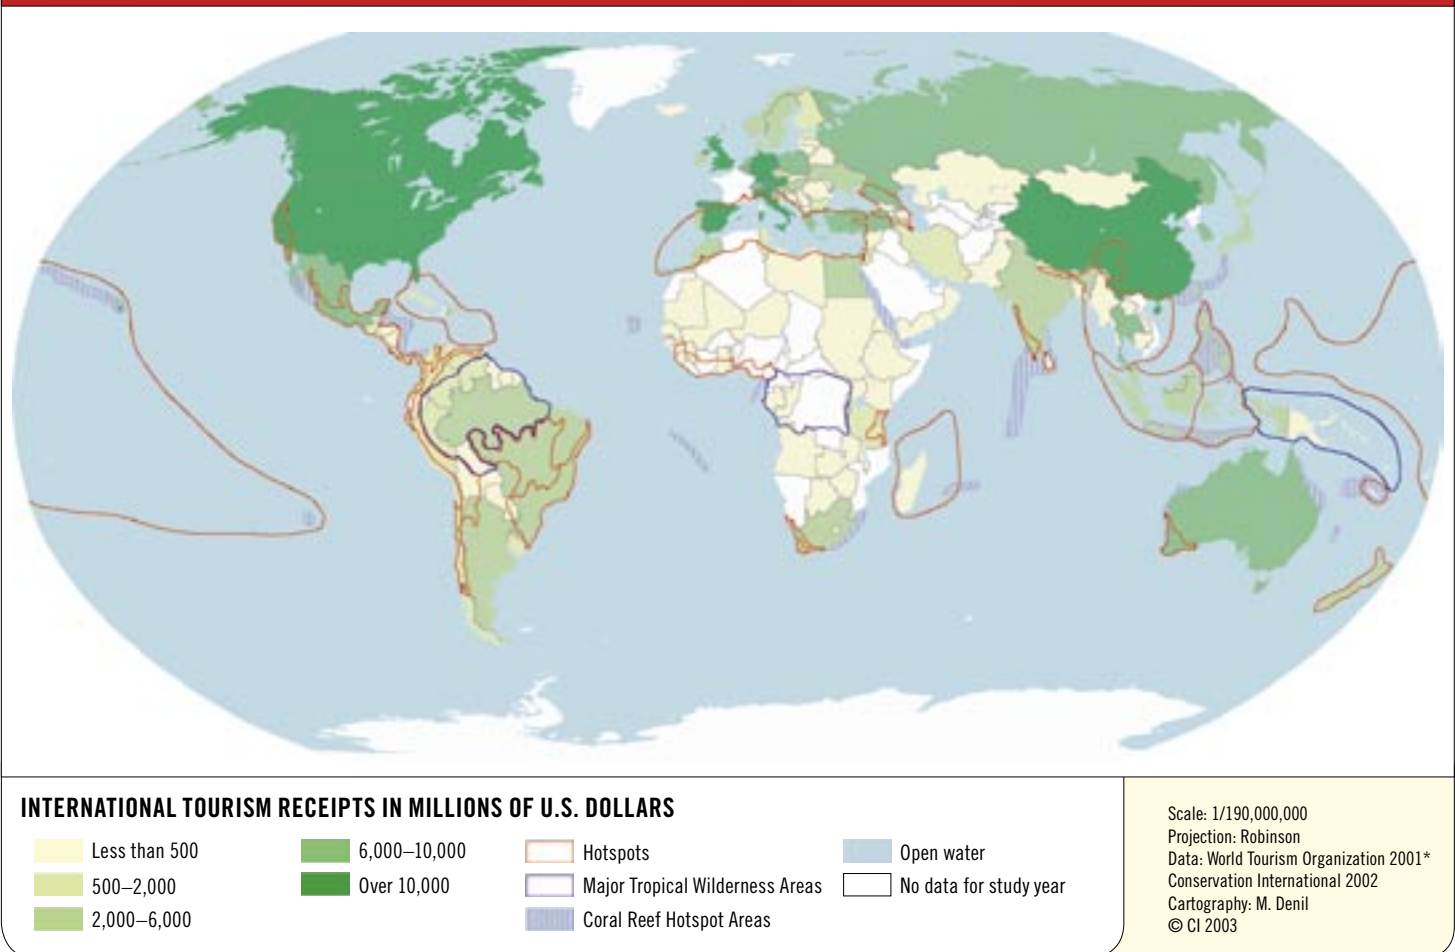 INTERNATIONAL TOURISM RECEIPTS IN MILLIONS OF U.S. DOLLARS
Less than 500
500–2,000
2,000–6,000
6,000–10,000
Over 10,000
Hotspots
Major Tropical Wilderness Areas
Coral Reef Hotspot Areas
Open water
No data for study year
Scale: 1/190,000,000
Projection: Robinson
Data: World Tourism Organization 2001*
Conservation International 2002
Cartography: M. Denil
© CI 2003